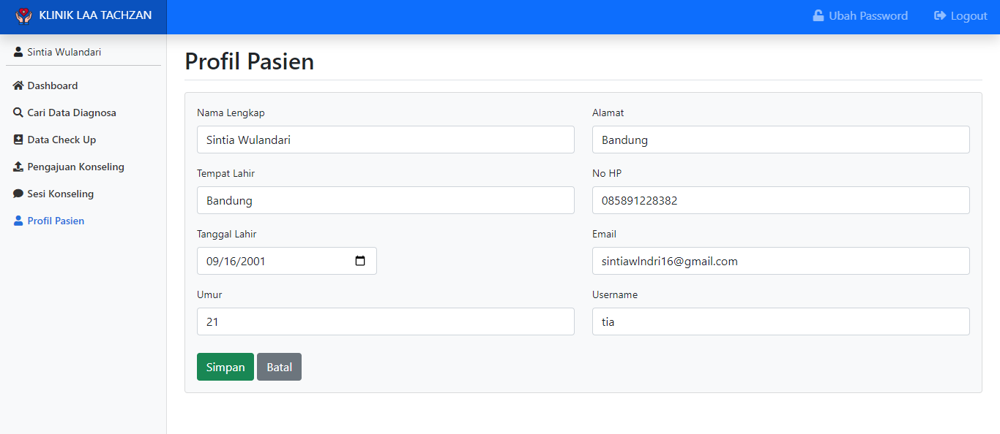 KLINIK LAA TACHZAN
Ubah Password
Logout
Sintia Wulandari
Dashboard
Cari Data Diagnosa
Data Check Up
Pengajuan Konseling
Sesi Konseling
Profil Pasien
Profil Pasien
Nama Lengkap
Sintia Wulandari
Tempat Lahir
Bandung
Tanggal Lahir
09/16/2001
Umur
21
Alamat
Bandung
No HP
085891228382
Email
sintiawlndri16@gmail.com
Username
tia
Simpan
Batal